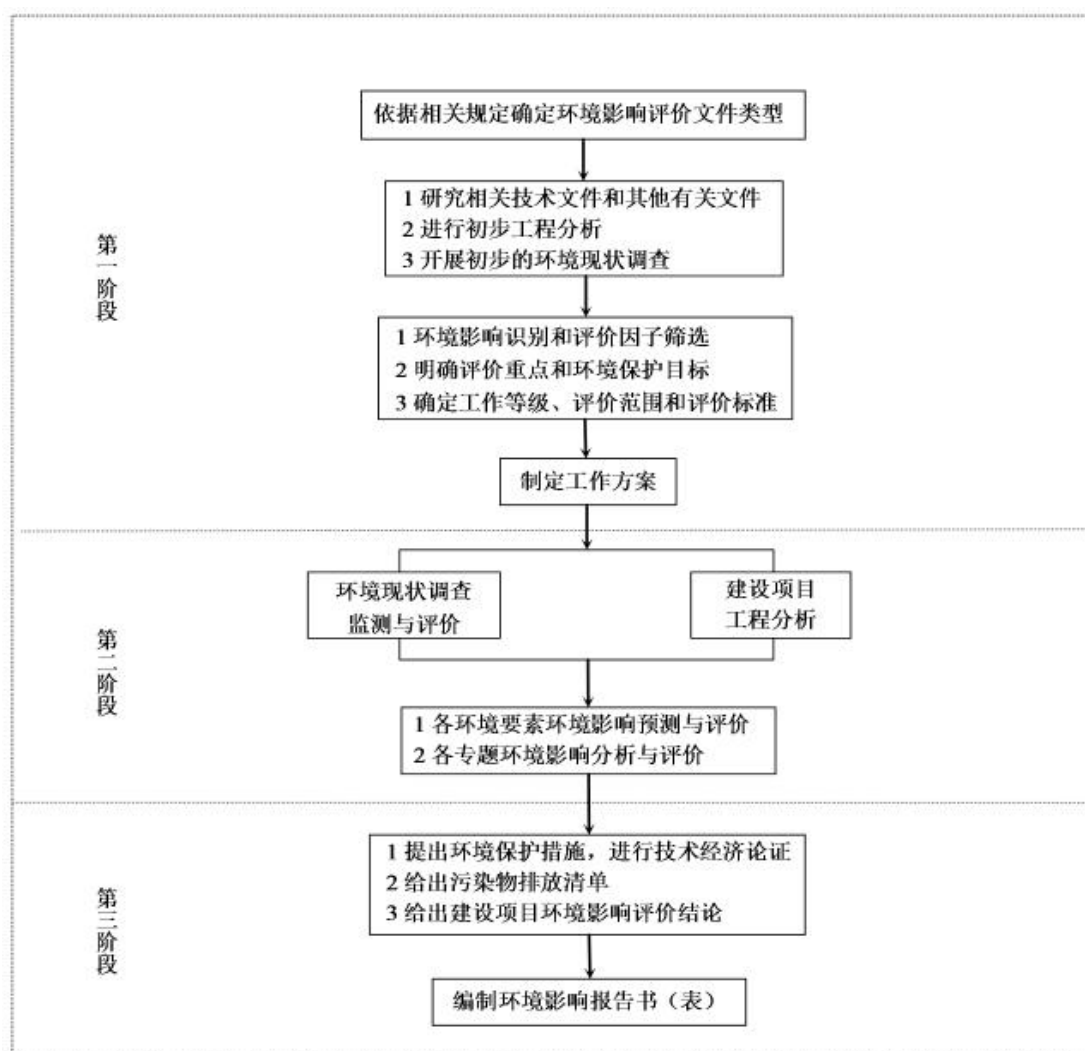 依据相关规定确定环境影响评价文件类型
1 研究相关技术文件和其他有关文件
2 进行初步工程分析
3 开展初步的环境现状调查
第一阶段
1 环境影响识别和评价因子筛选
2 明确评价重点和环境保护目标
3 确定工作等级、评价范围和评价标准
制定工作方案
环境现状调查
监测与评价
建设项目
工程分析
第二阶段
1 各环境要素环境影响预测与评价
2 各专题环境影响分析与评价
1 提出环境保护措施，进行技术经济论证
2 给出污染物排放清单
3 给出建设项目环境影响评价结论
第三阶段
编制环境影响报告书（表）